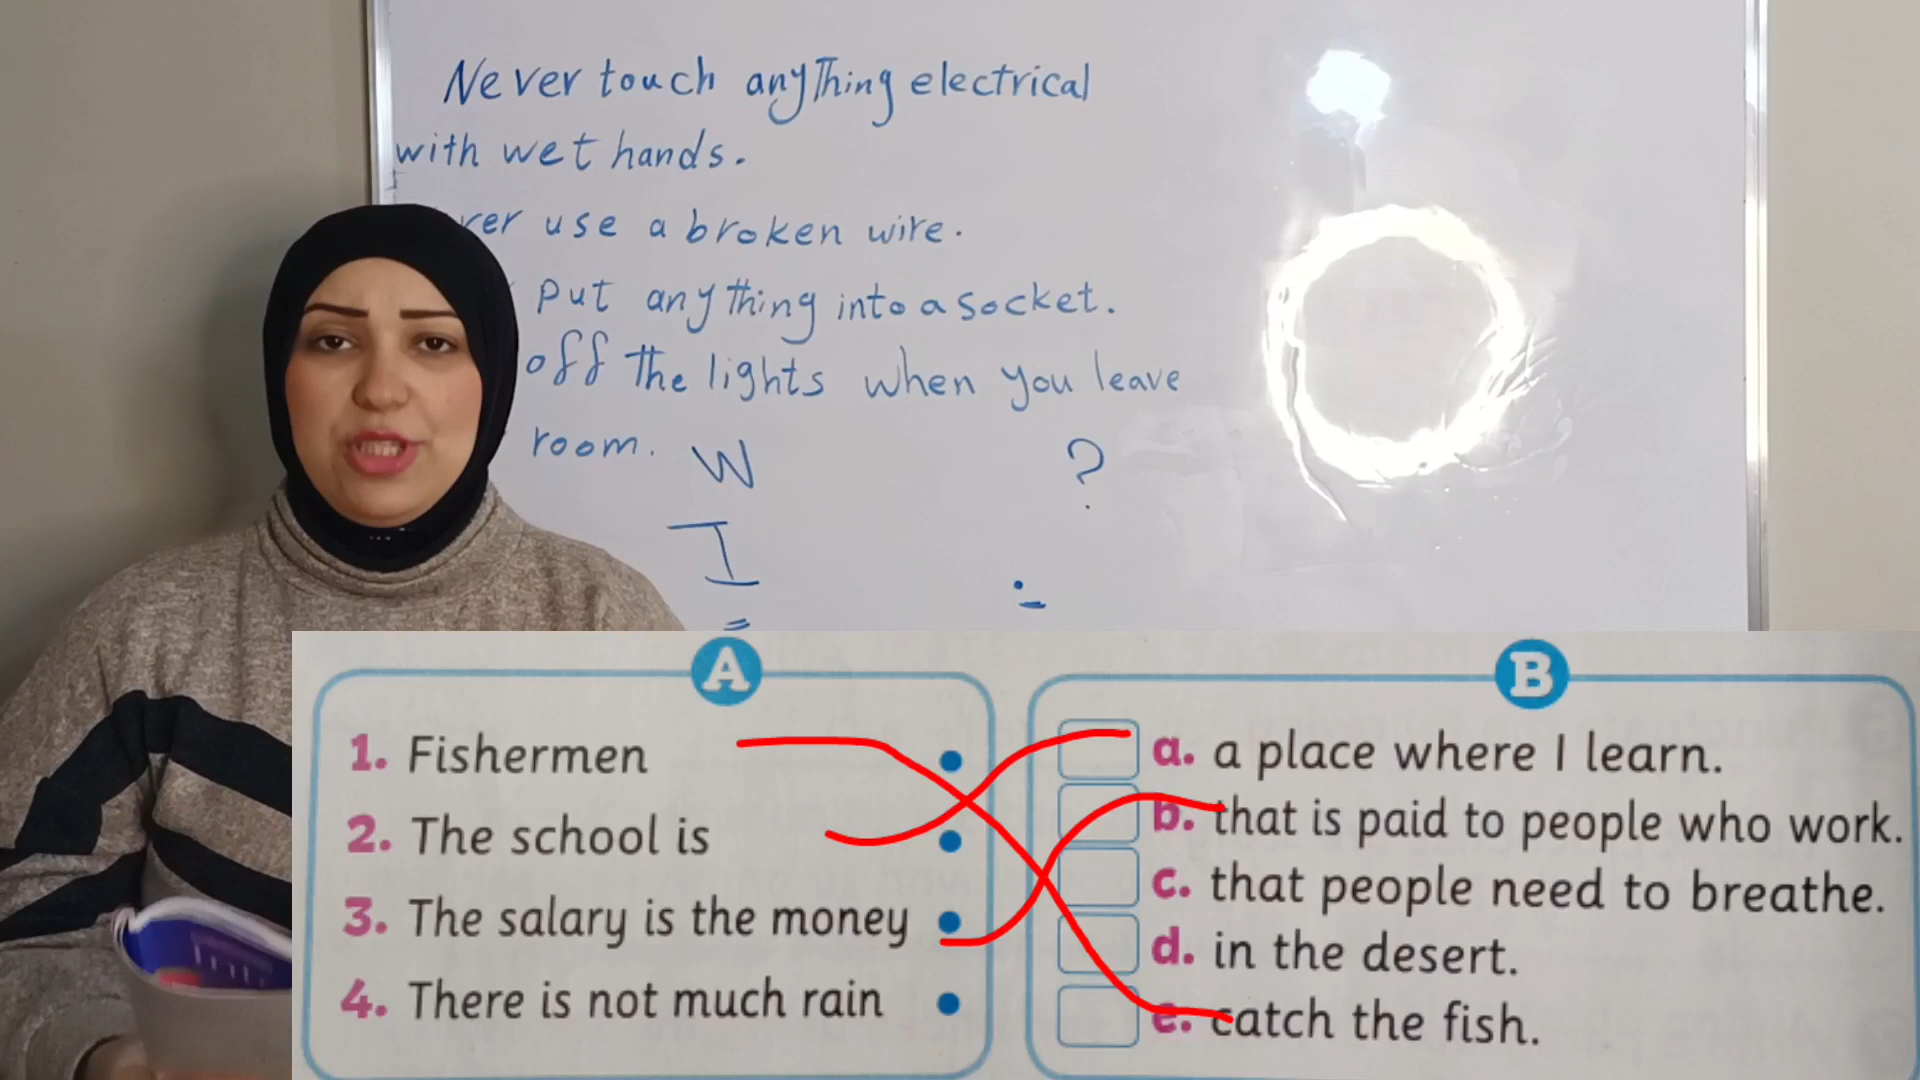 Never touch anything electrical
with wet hands.
use a broken wire.
put anything into a socket.
off the lights when you leave
room. W ?
I .
A
1. Fishermen
2. The school is
3. The salary is the money
4. There is not much rain
B
a. a place where I learn.
b. that is paid to people who work.
c. that people need to breathe.
d. in the desert.
e. catch the fish.